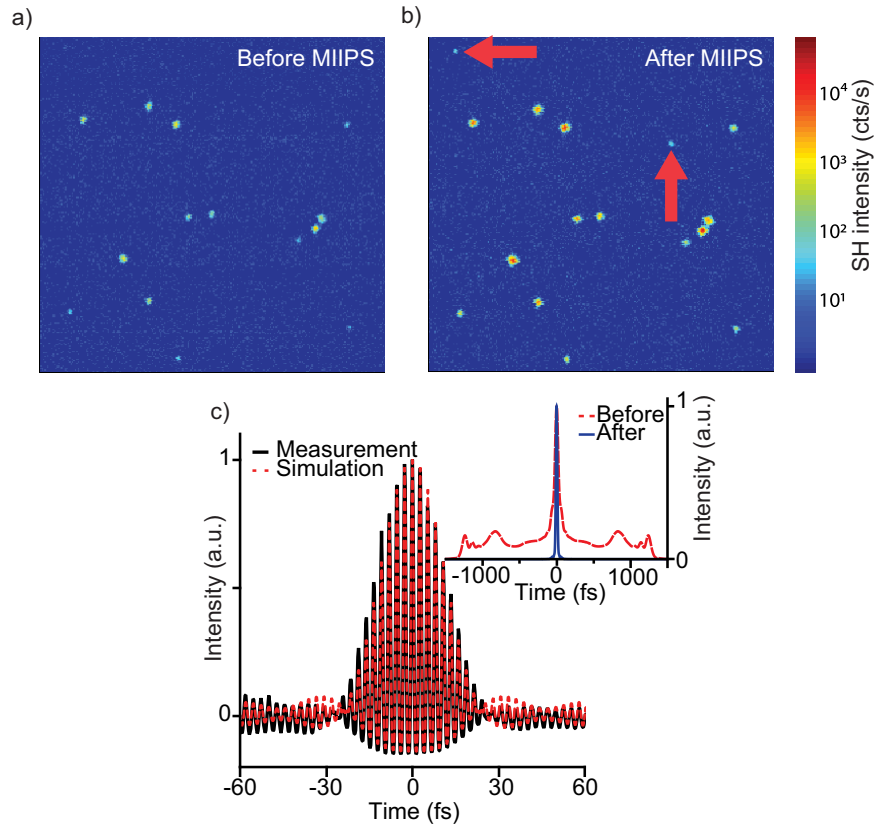 a)
b)
Before MIIPS
After MIIPS
10⁴
10³
10²
10¹
SH intensity (cts/s)
c)
Measurement
Simulation
1
0
Intensity (a.u.)
-60
-30
0
30
60
Time (fs)
Before
After
1
0
Intensity (a.u.)
-1000
0
1000
Time (fs)